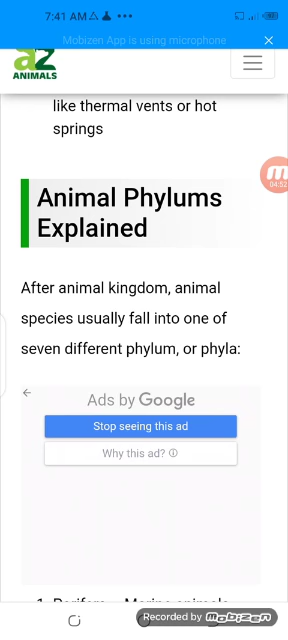 7:41 AM
Mobizen App is using microphone
az
ANIMALS
like thermal vents or hot
springs
04:52
Animal Phylums
Explained
After animal kingdom, animal
species usually fall into one of
seven different phylum, or phyla:
Ads by Google
Stop seeing this ad
Why this ad?
Recorded by mobizen